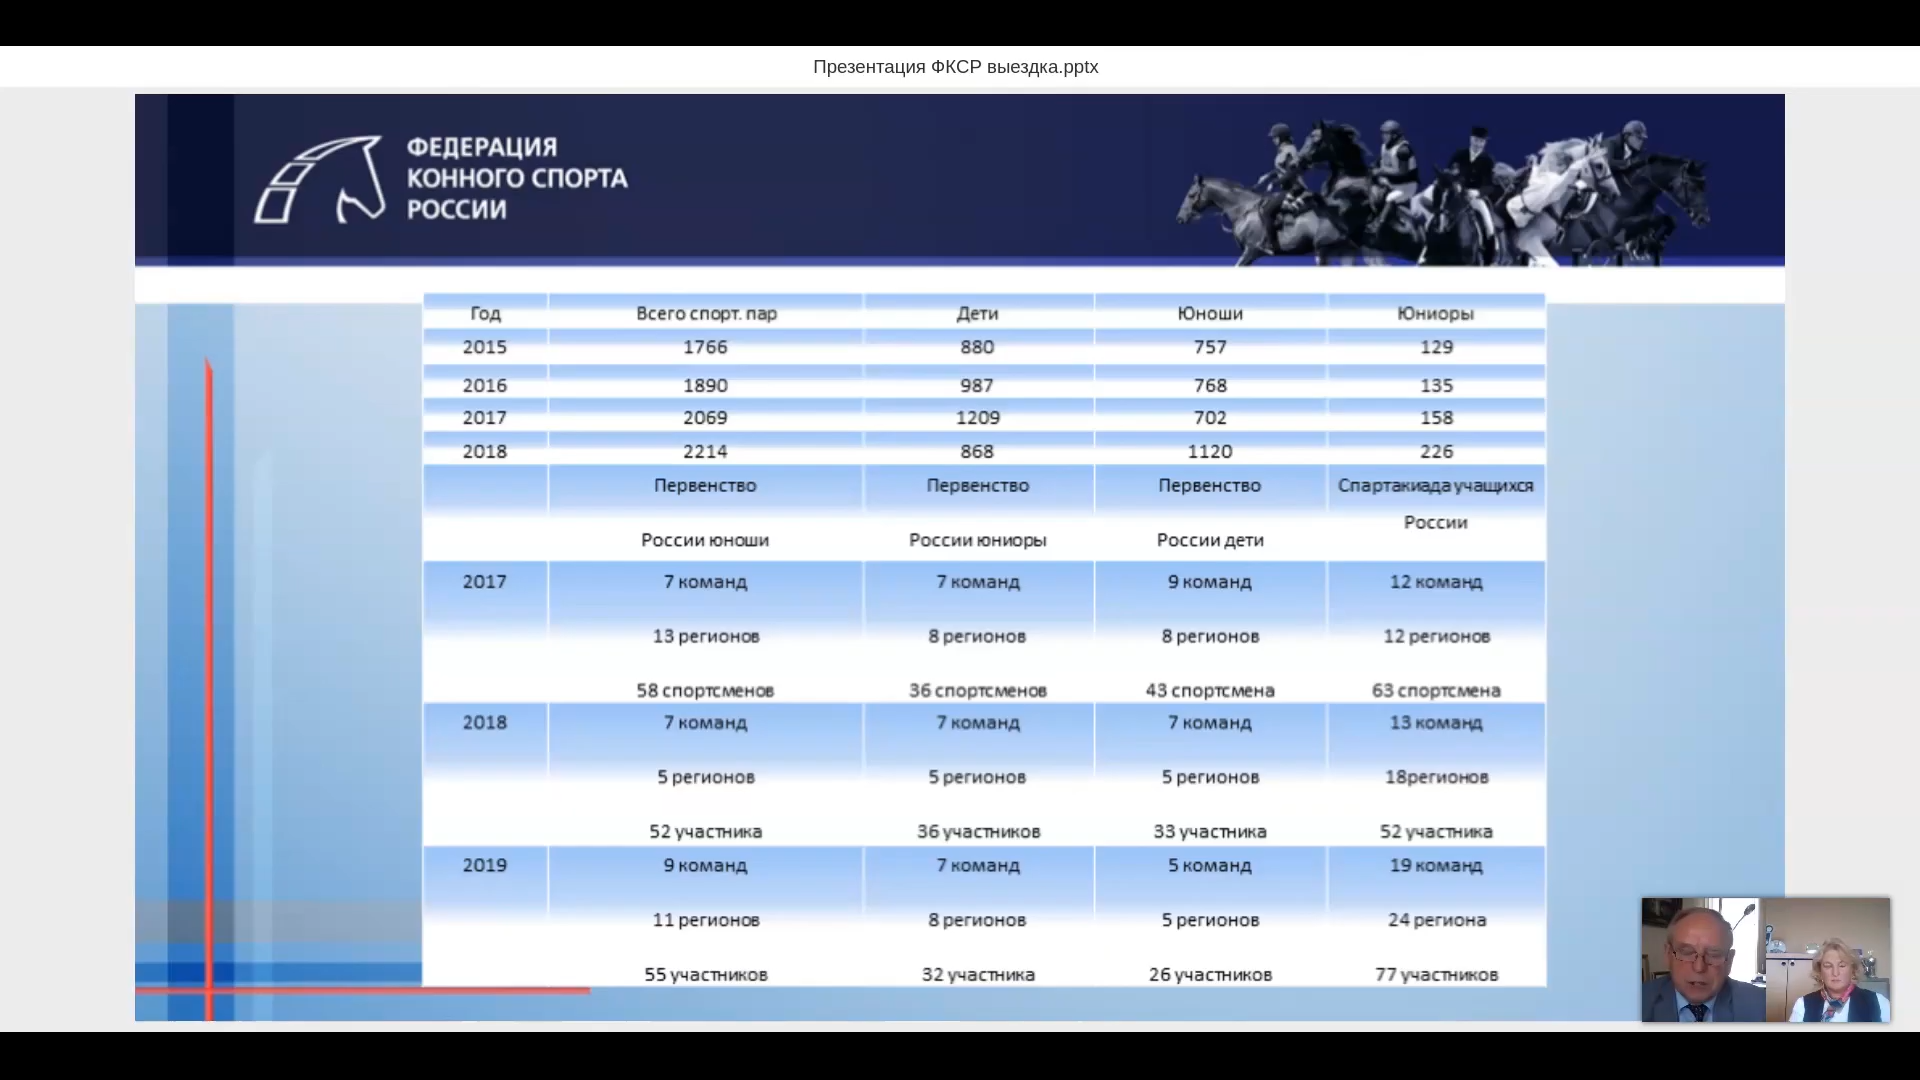 Презентация ФКСР выездка.pptx
ФЕДЕРАЦИЯ
КОННОГО СПОРТА
РОССИИ
Год Всего спорт. пар Дети Юноши Юниоры
2015 1766 880 757 129
2016 1890 987 768 135
2017 2069 1209 702 158
2018 2214 868 1120 226
Первенство Первенство Первенство Спартакиада учащихся
России юноши России юниоры России дети России
2017 7 команд 7 команд 9 команд 12 команд
13 регионов 8 регионов 8 регионов 12 регионов
58 спортсменов 36 спортсменов 43 спортсмена 63 спортсмена
2018 7 команд 7 команд 7 команд 13 команд
5 регионов 5 регионов 5 регионов 18регионов
52 участника 36 участников 33 участника 52 участника
2019 9 команд 7 команд 5 команд 19 команд
11 регионов 8 регионов 5 регионов 24 региона
55 участников 32 участника 26 участников 77 участников